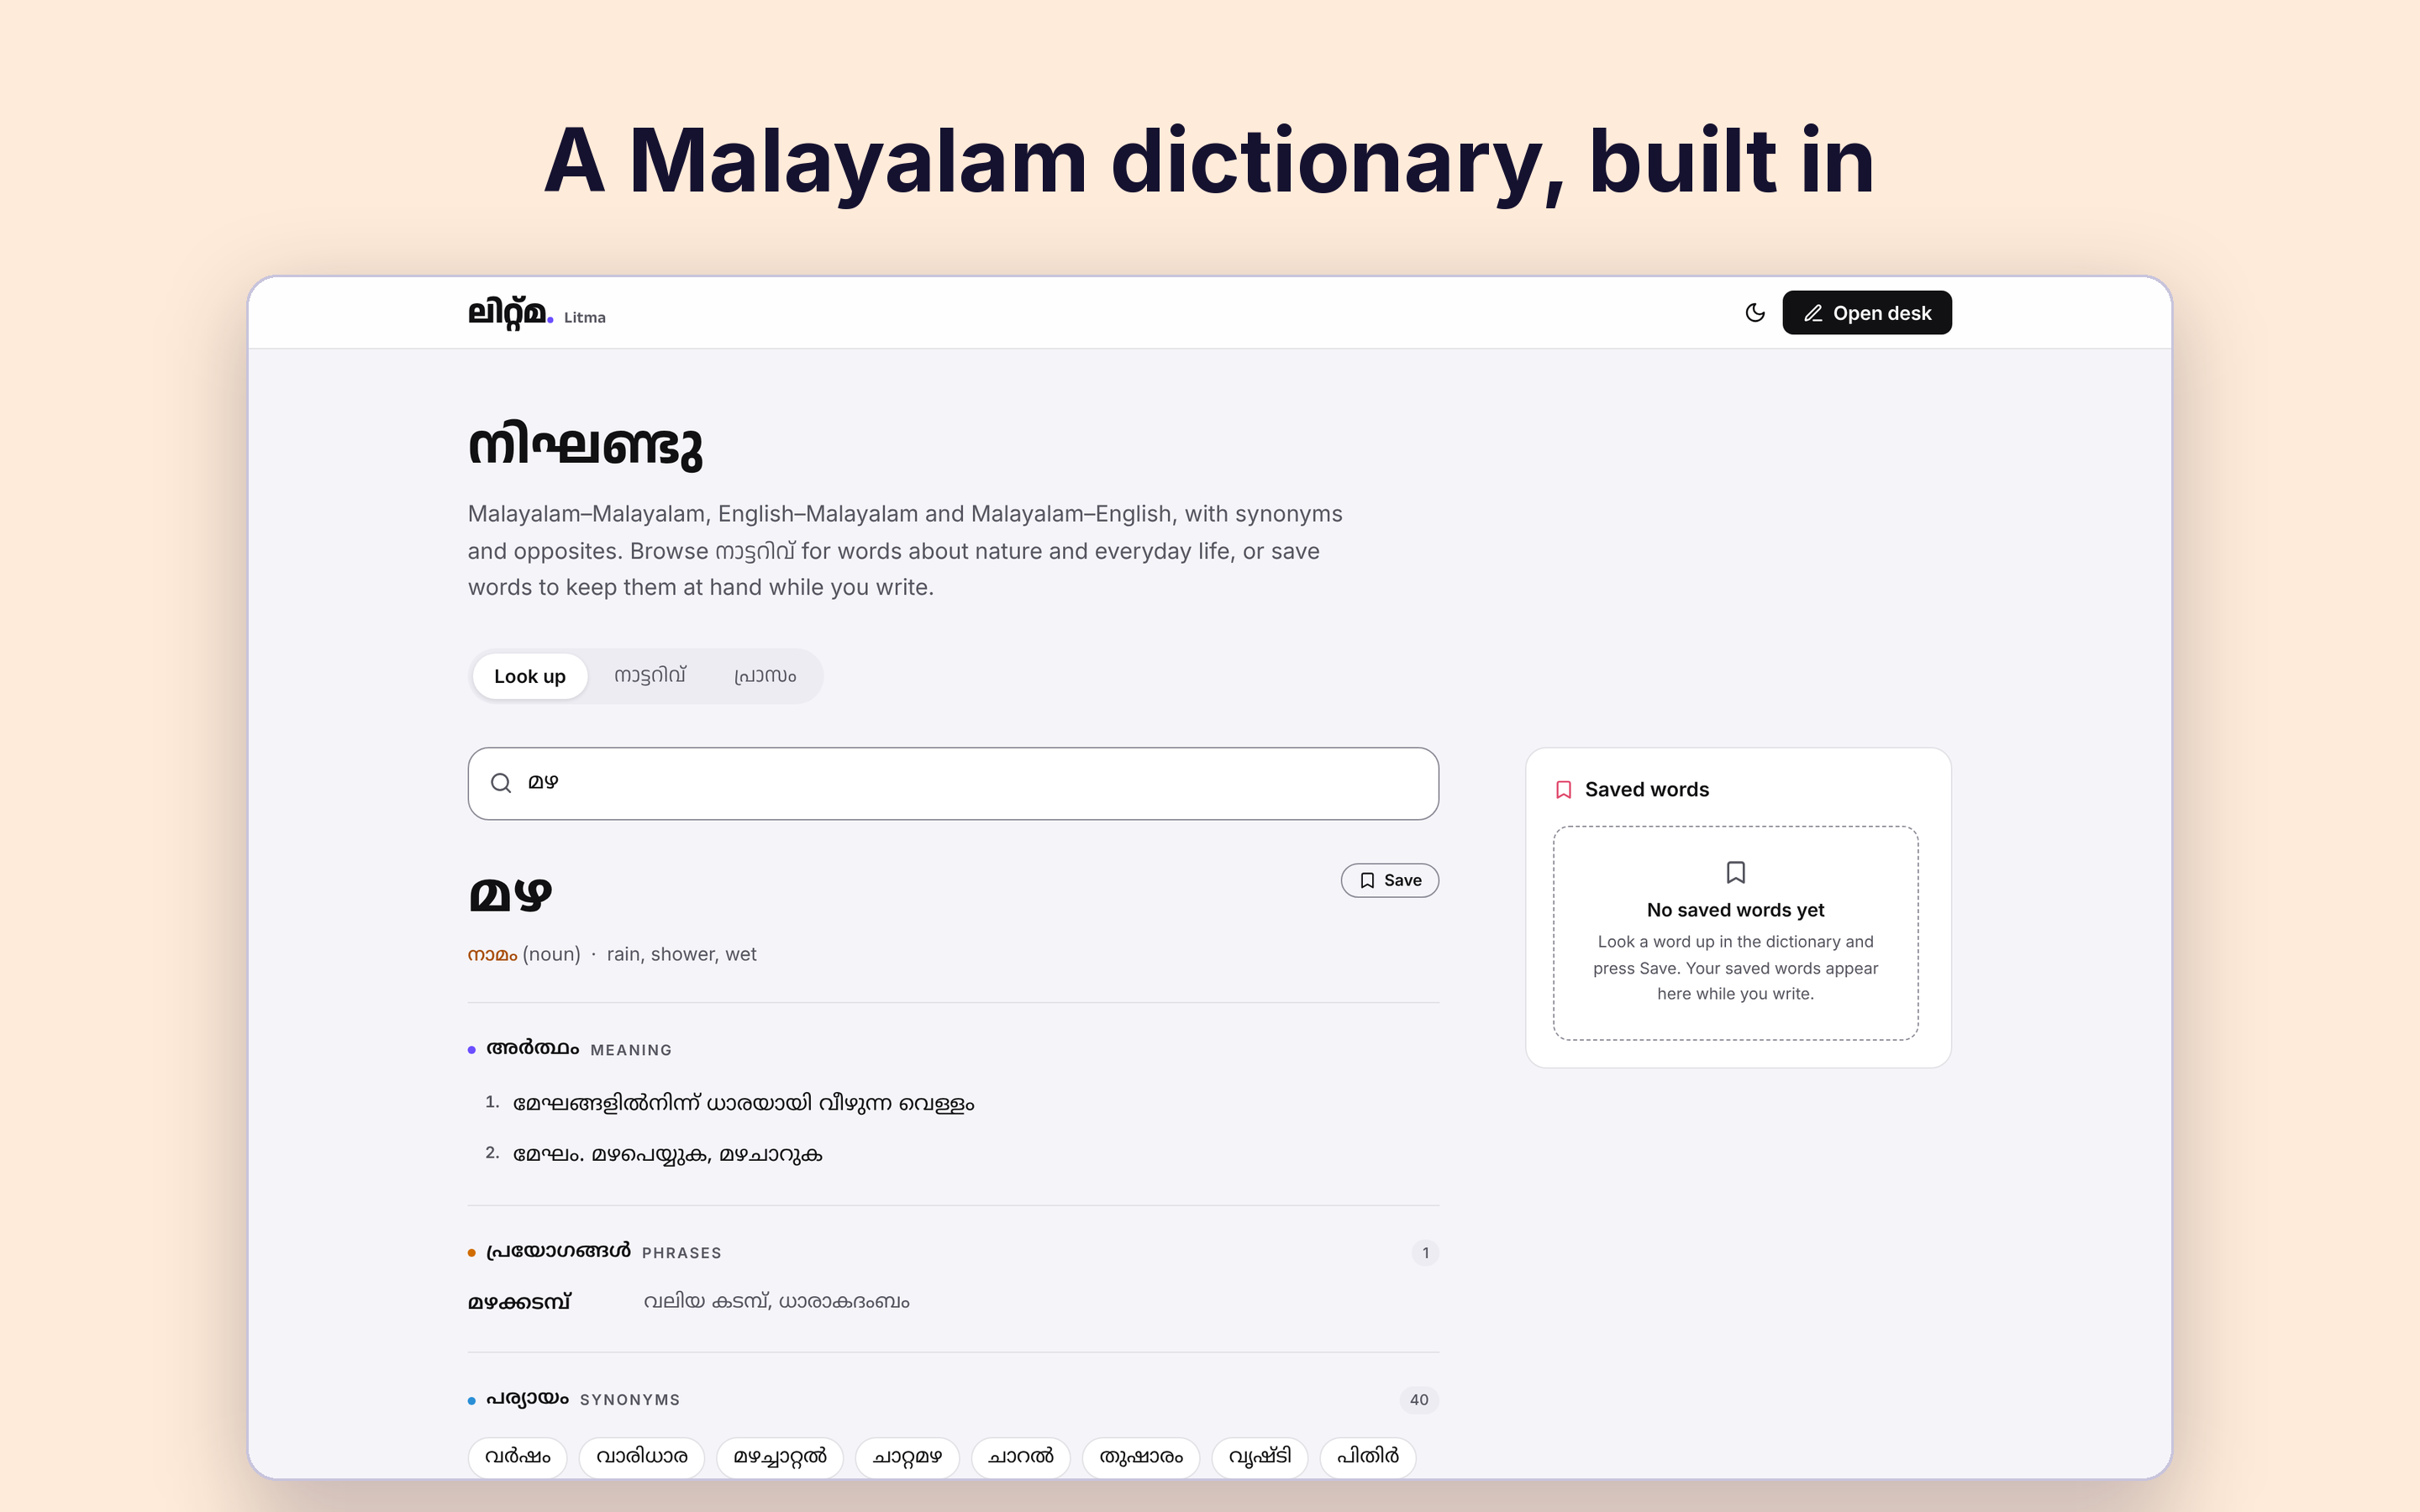 A Malayalam dictionary, built in
ലിറ്റ്മ. Litma
Open desk
നിഘണ്ടു
Malayalam–Malayalam, English–Malayalam and Malayalam–English, with synonyms
and opposites. Browse നാട്ടറിവ് for words about nature and everyday life, or save
words to keep them at hand while you write.
Look up നാട്ടറിവ് പ്രാസം
മഴ
മഴ
Save
നാമം (noun) · rain, shower, wet
അർത്ഥം MEANING
1. മേഘങ്ങളിൽനിന്ന് ധാരയായി വീഴുന്ന വെള്ളം
2. മേഘം. മഴപെയ്യുക, മഴചാറുക
പ്രയോഗങ്ങൾ PHRASES 1
മഴക്കടമ്പ് വലിയ കടമ്പ്, ധാരാകദംബം
പര്യായം SYNONYMS 40
വർഷം വാരിധാര മഴച്ചാറ്റൽ ചാറ്റമഴ ചാറൽ തുഷാരം വൃഷ്ടി പിതിർ
Saved words
No saved words yet
Look a word up in the dictionary and
press Save. Your saved words appear
here while you write.